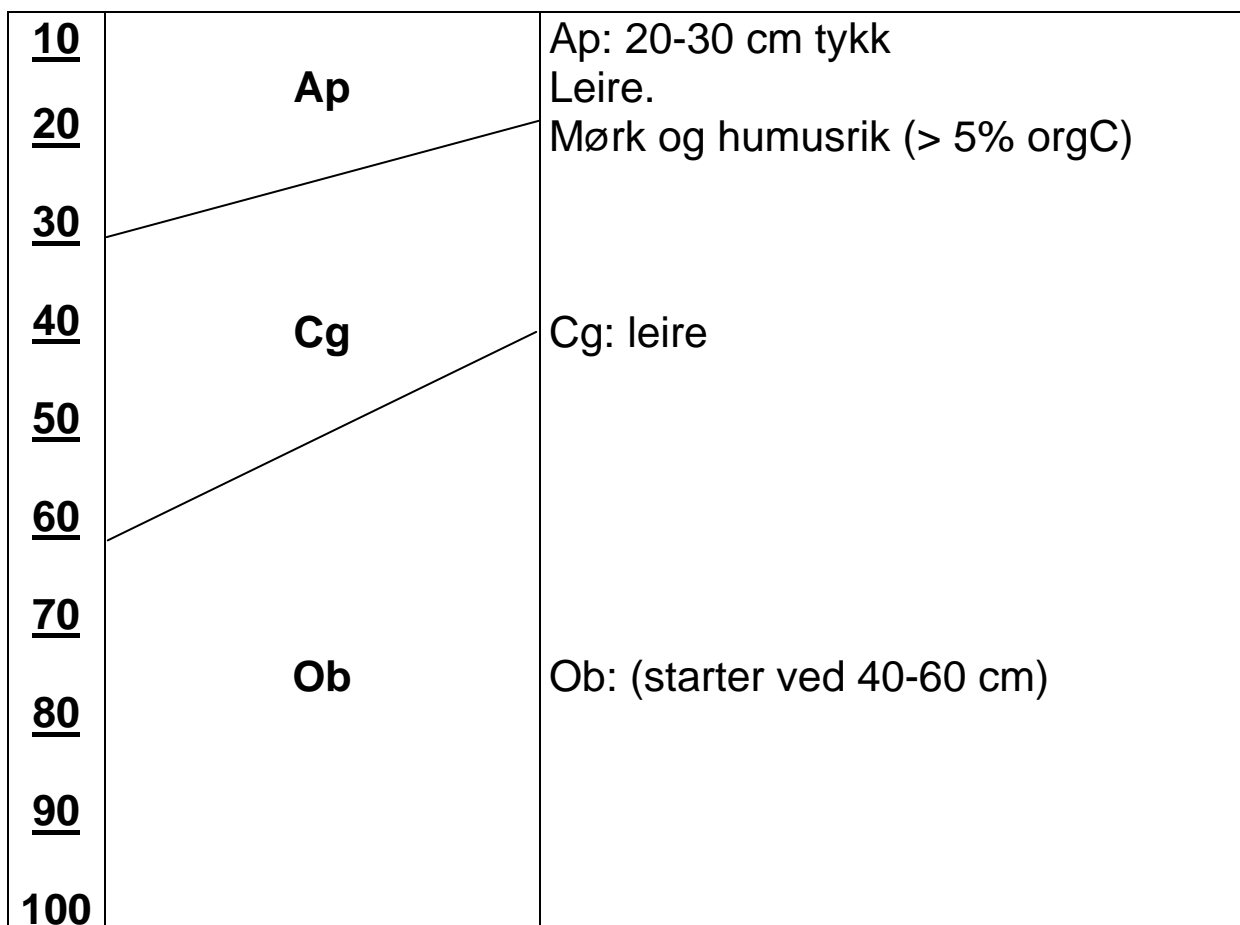 10
Ap: 20-30 cm tykk
Ap
Leire.
20
Mørk og humusrik (> 5% orgC)
30
40
Cg
Cg: leire
50
60
70
Ob
Ob: (starter ved 40-60 cm)
80
90
100